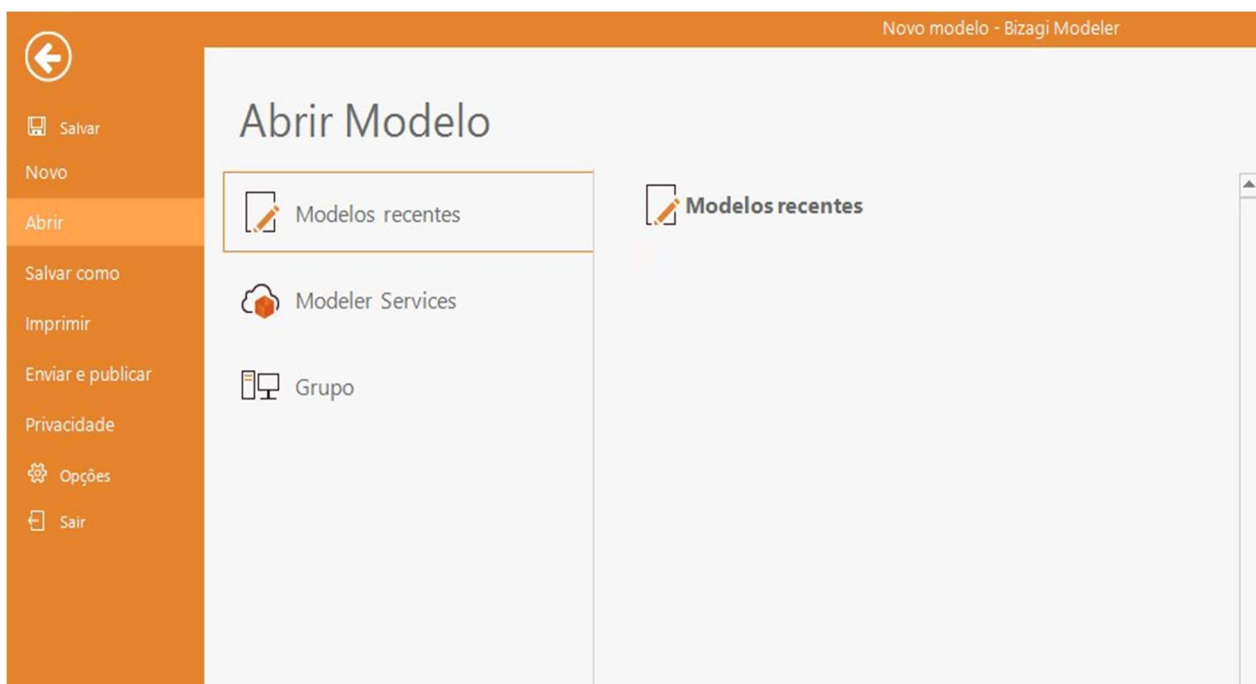 Novo modelo - Bizagi Modeler
Salvar
Novo
Abrir
Salvar como
Imprimir
Enviar e publicar
Privacidade
Opções
Sair
Abrir Modelo
Modelos recentes
Modeler Services
Grupo
Modelos recentes